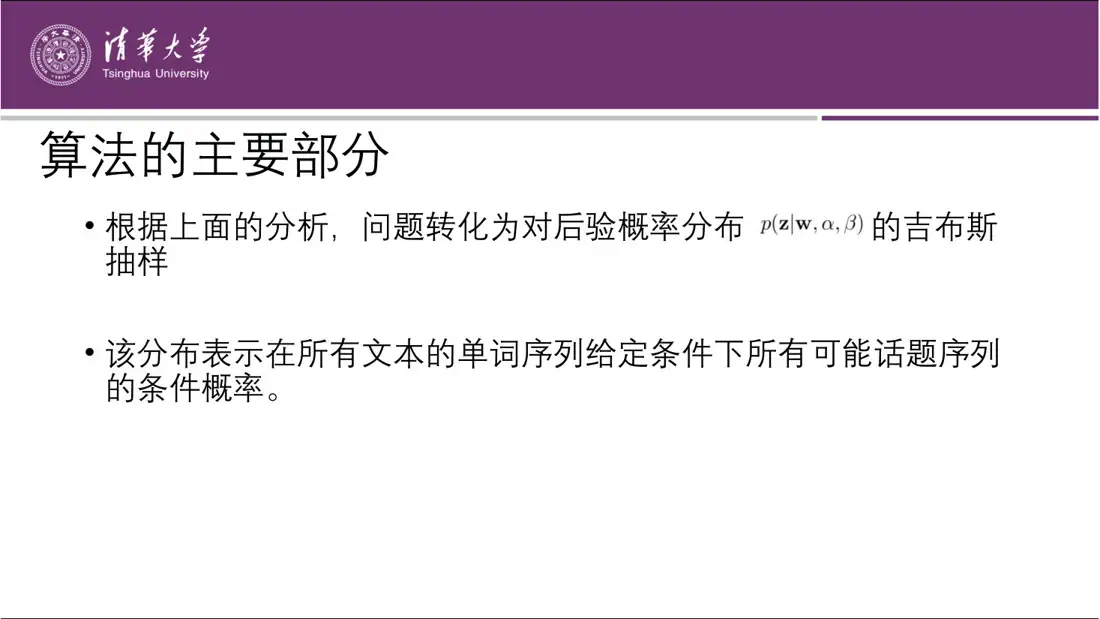 清华大学
Tsinghua University
算法的主要部分
• 根据上面的分析，问题转化为对后验概率分布 p(z|w, α, β) 的吉布斯
抽样
• 该分布表示在所有文本的单词序列给定条件下所有可能话题序列
的条件概率。